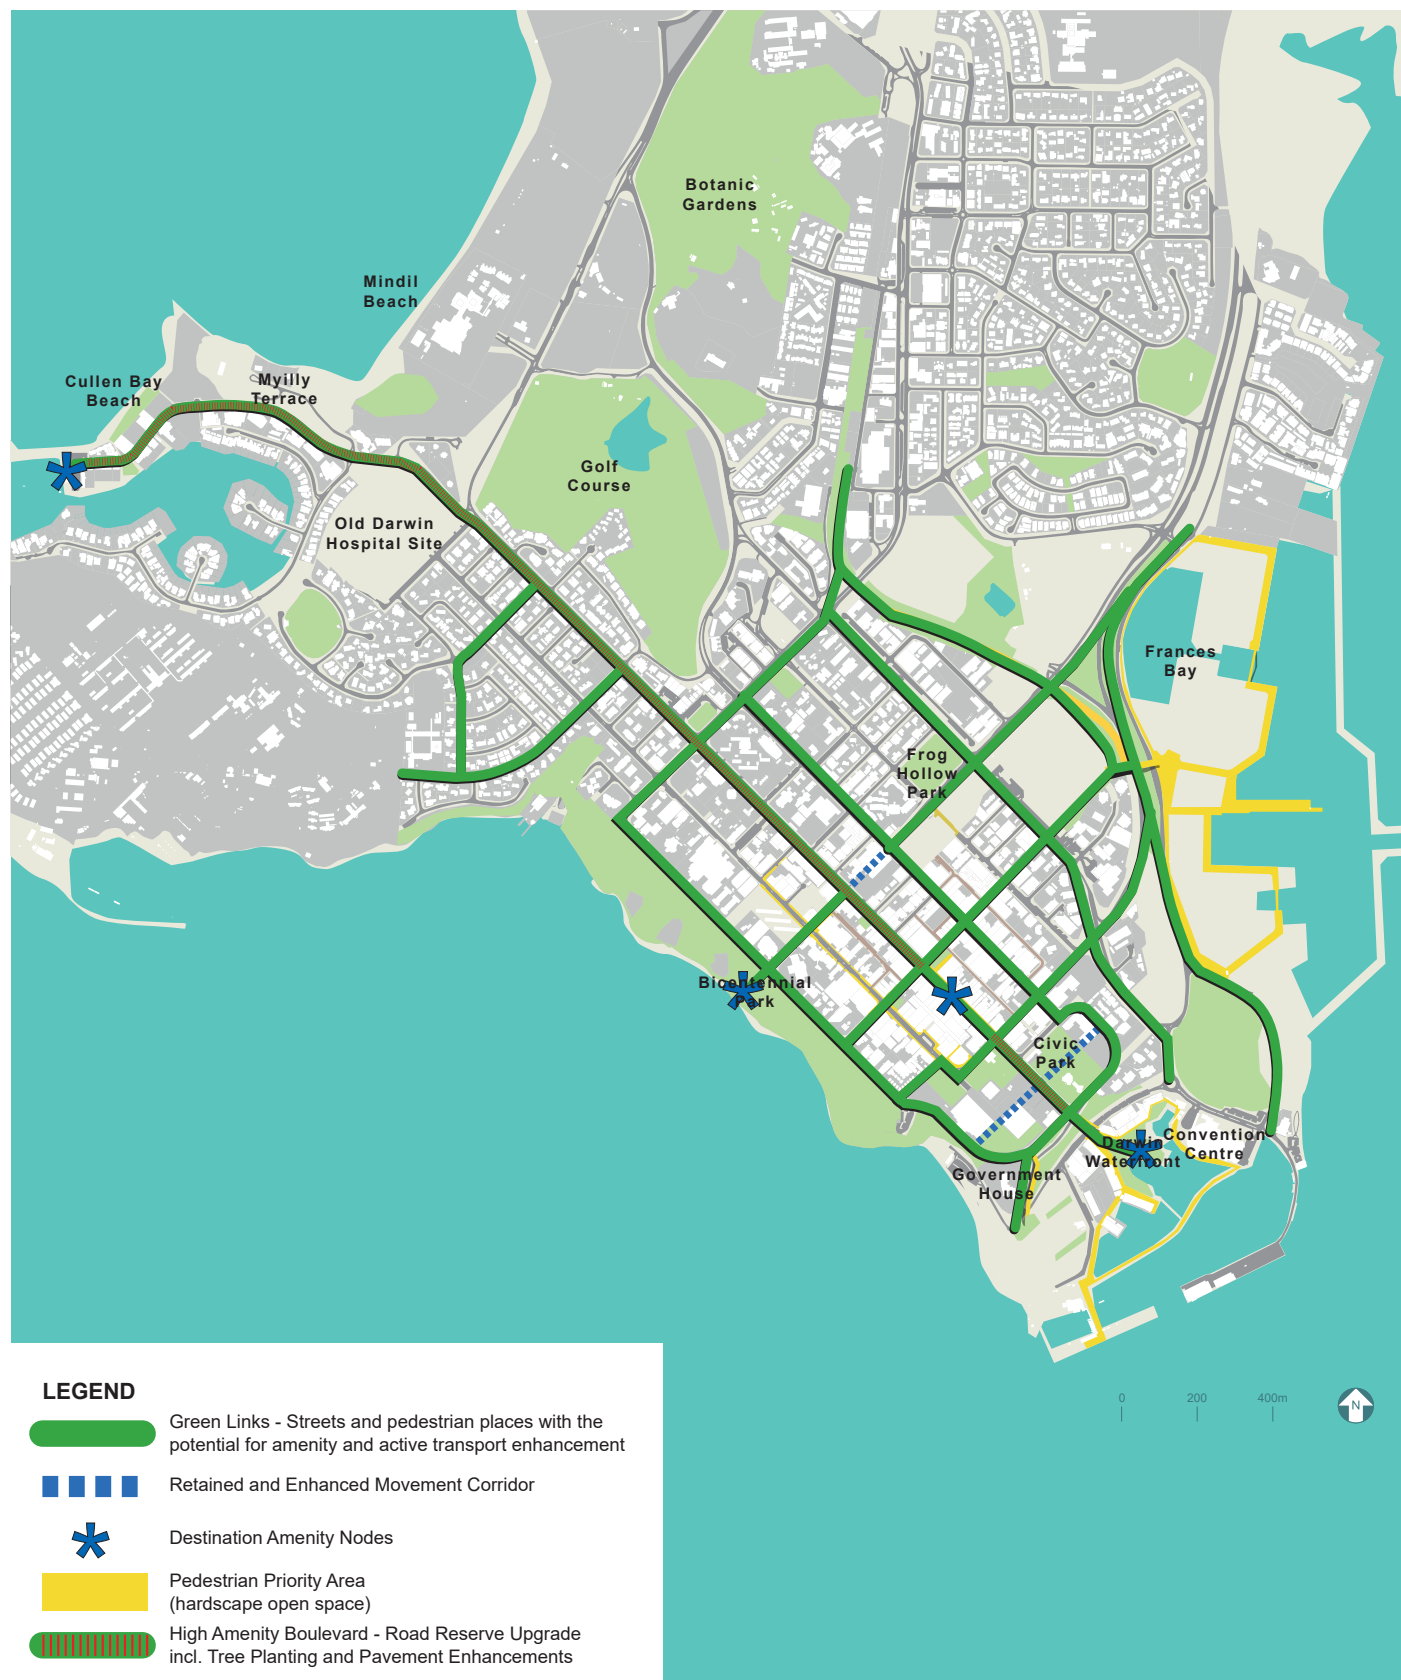 Botanic
Gardens
Mindil
Beach
Cullen Bay
Beach
Myilly
Terrace
Golf
Course
Old Darwin
Hospital Site
Frances
Bay
Frog
Hollow
Park
Bicentennial
Park
Civic
Park
Darwin
Waterfront
Convention
Centre
Government
House
0 200 400m
N
LEGEND
Green Links - Streets and pedestrian places with the
potential for amenity and active transport enhancement
Retained and Enhanced Movement Corridor
Destination Amenity Nodes
Pedestrian Priority Area
(hardscape open space)
High Amenity Boulevard - Road Reserve Upgrade
incl. Tree Planting and Pavement Enhancements